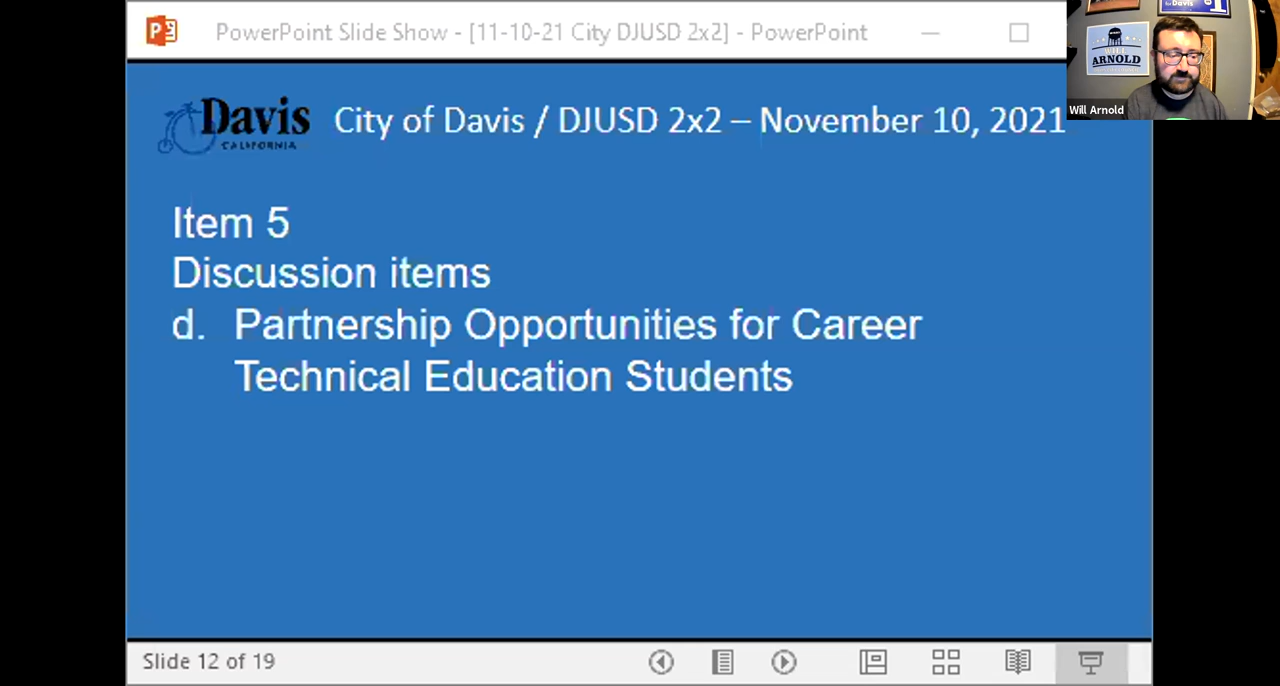 PowerPoint Slide Show - [11-10-21 City DJUSD 2x2] - PowerPoint
WILL
ARNOLD
Will Arnold
Davis
CALIFORNIA
City of Davis / DJUSD 2x2 – November 10, 2021
Item 5
Discussion items
d. Partnership Opportunities for Career
Technical Education Students
Slide 12 of 19